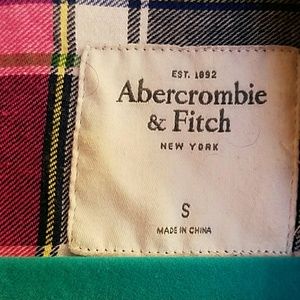 EST. 1892
Abercrombie
& Fitch
NEW YORK
S
MADE IN CHINA